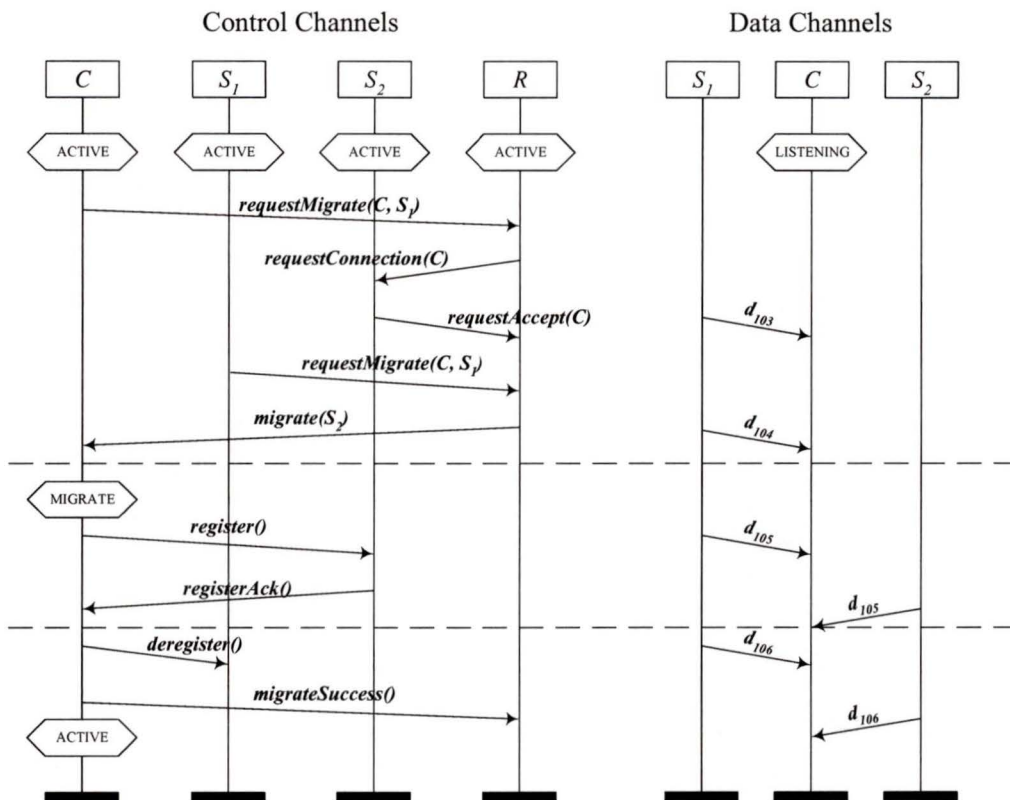 Control Channels Data Channels
C S₁ S₂ R S₁ C S₂
ACTIVE ACTIVE ACTIVE ACTIVE LISTENING
requestMigrate(C, S₁)
requestConnection(C)
requestAccept(C) d₁₀₃
requestMigrate(C, S₁)
migrate(S₂) d₁₀₄
MIGRATE
register() d₁₀₅
registerAck() d₁₀₅
deregister() d₁₀₆
migrateSuccess() d₁₀₆
ACTIVE